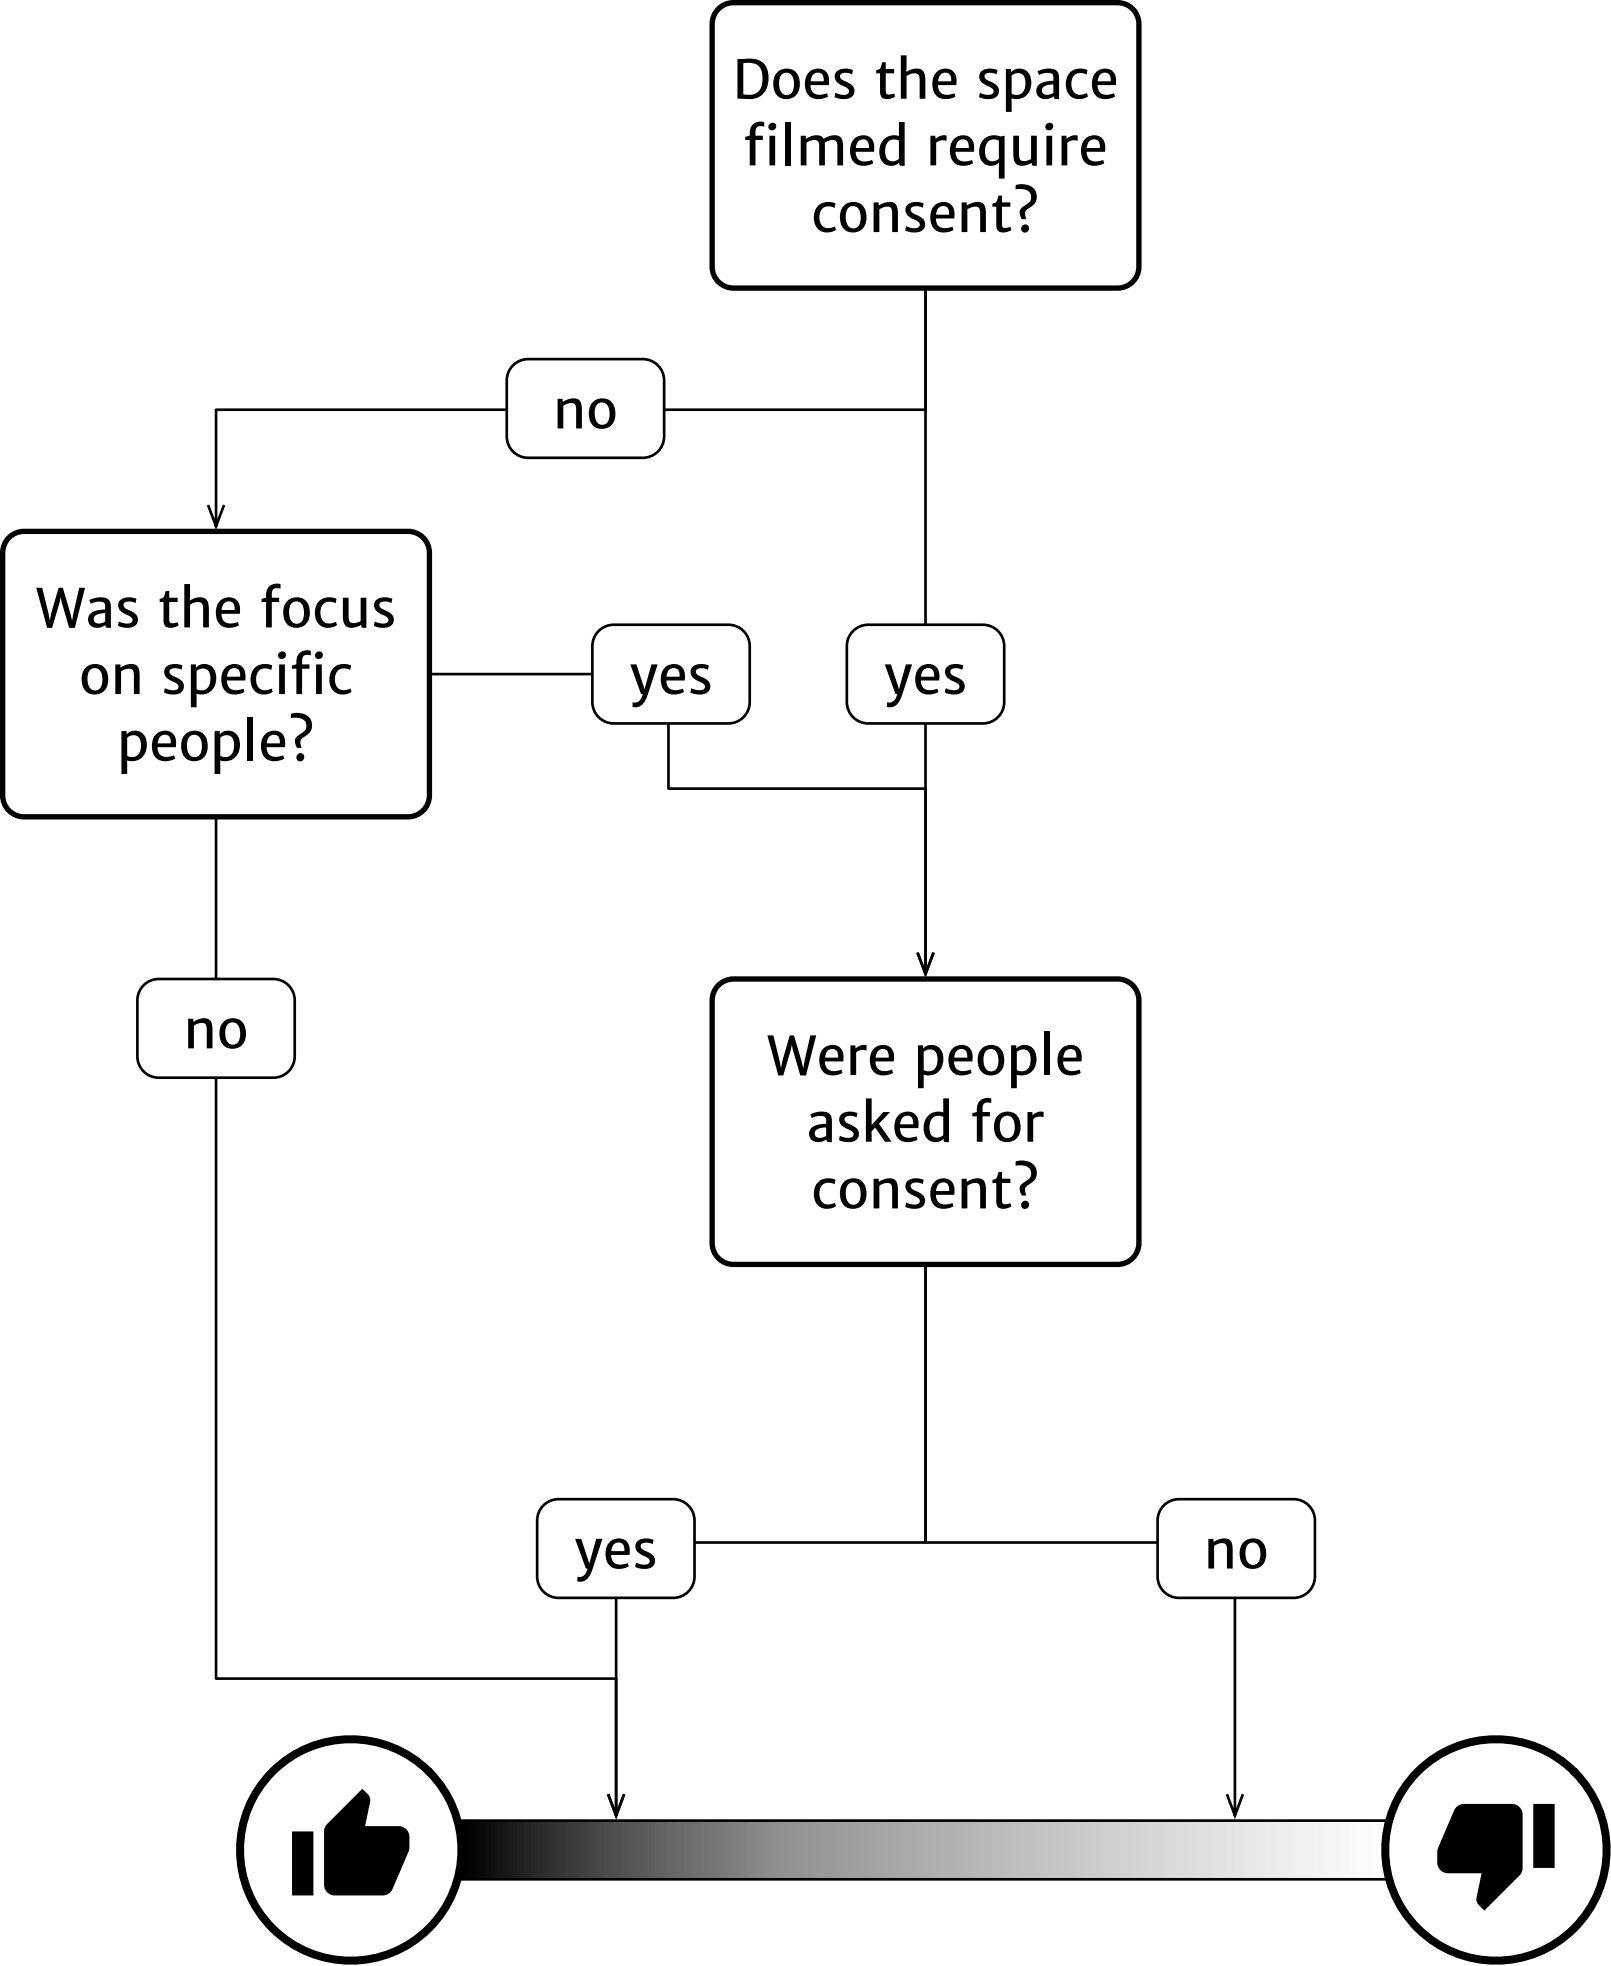 Does the space
filmed require
consent?
no
Was the focus
on specific
people?
yes
yes
no
Were people
asked for
consent?
yes
no